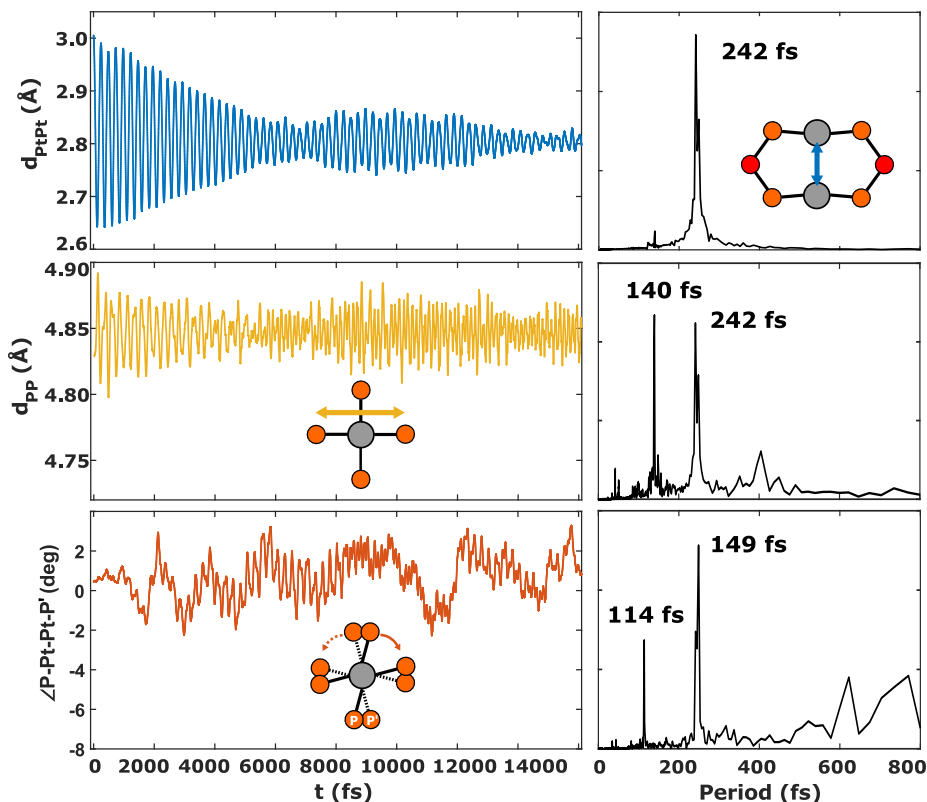 3.0
2.9
2.8
2.7
2.6
d_PtPt (Å)
242 fs
4.90
4.85
4.80
4.75
d_PP (Å)
140 fs
242 fs
2
0
-2
-4
-6
-8
∠P-Pt-Pt-P' (deg)
P P'
149 fs
114 fs
0 2000 4000 6000 8000 10000 12000 14000
t (fs)
0 200 400 600 800
Period (fs)